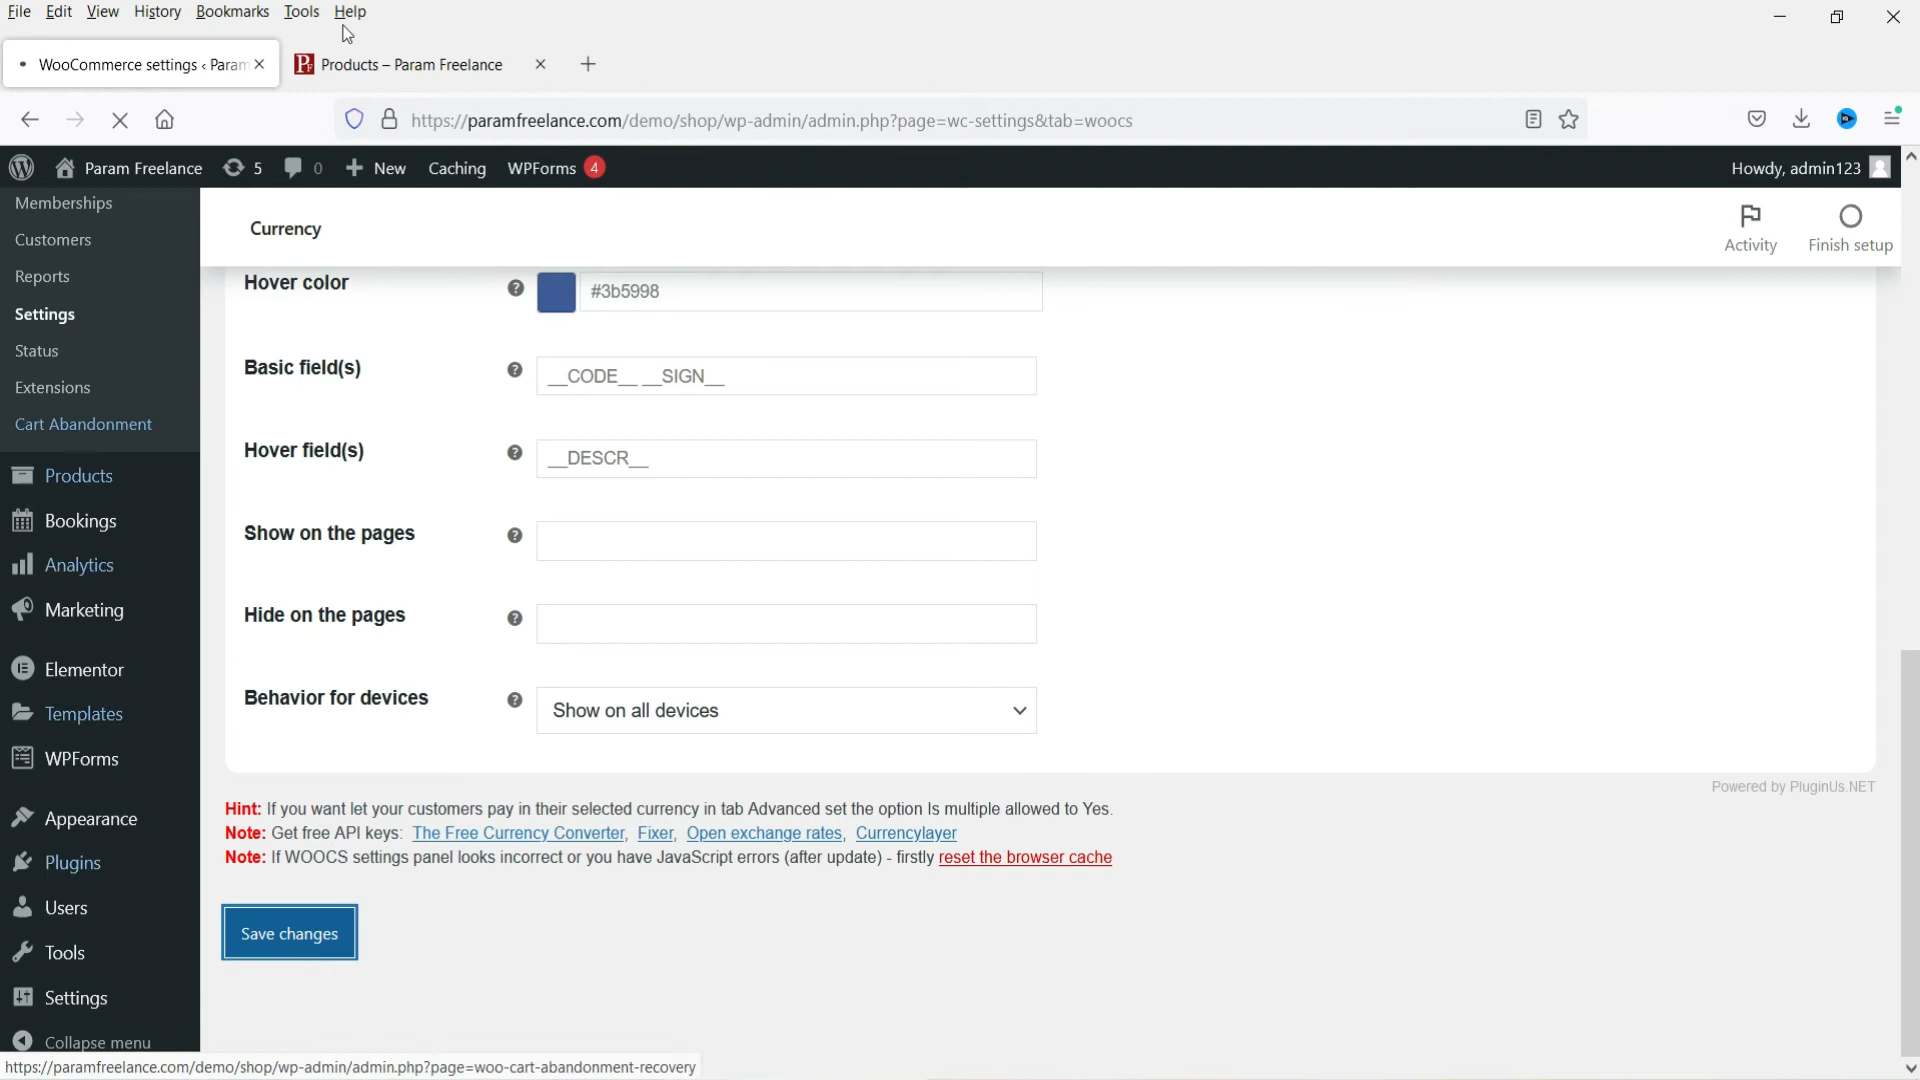 File Edit View History Bookmarks Tools Help
WooCommerce settings ‹ Param
Products – Param Freelance
https://paramfreelance.com/demo/shop/wp-admin/admin.php?page=wc-settings&tab=woocs
Param Freelance 5 0 New Caching WPForms 4 Howdy, admin123
Memberships
Customers
Reports
Settings
Status
Extensions
Cart Abandonment
Products
Bookings
Analytics
Marketing
Elementor
Templates
WPForms
Appearance
Plugins
Users
Tools
Settings
Collapse menu
Currency
Activity
Finish setup
Hover color #3b5998
Basic field(s) __CODE__ __SIGN__
Hover field(s) __DESCR__
Show on the pages
Hide on the pages
Behavior for devices Show on all devices
Powered by PluginUs.NET
Hint: If you want let your customers pay in their selected currency in tab Advanced set the option Is multiple allowed to Yes.
Note: Get free API keys: The Free Currency Converter, Fixer, Open exchange rates, Currencylayer
Note: If WOOCS settings panel looks incorrect or you have JavaScript errors (after update) - firstly reset the browser cache
Save changes
https://paramfreelance.com/demo/shop/wp-admin/admin.php?page=woo-cart-abandonment-recovery